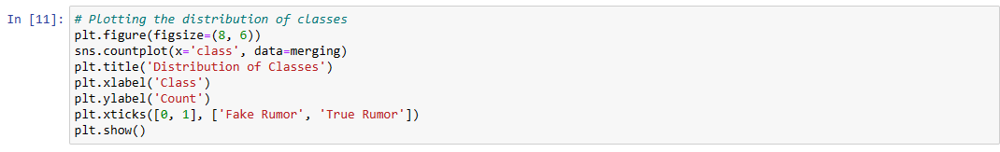 In [11]: # Plotting the distribution of classes
plt.figure(figsize=(8, 6))
sns.countplot(x='class', data=merging)
plt.title('Distribution of Classes')
plt.xlabel('Class')
plt.ylabel('Count')
plt.xticks([0, 1], ['Fake Rumor', 'True Rumor'])
plt.show()